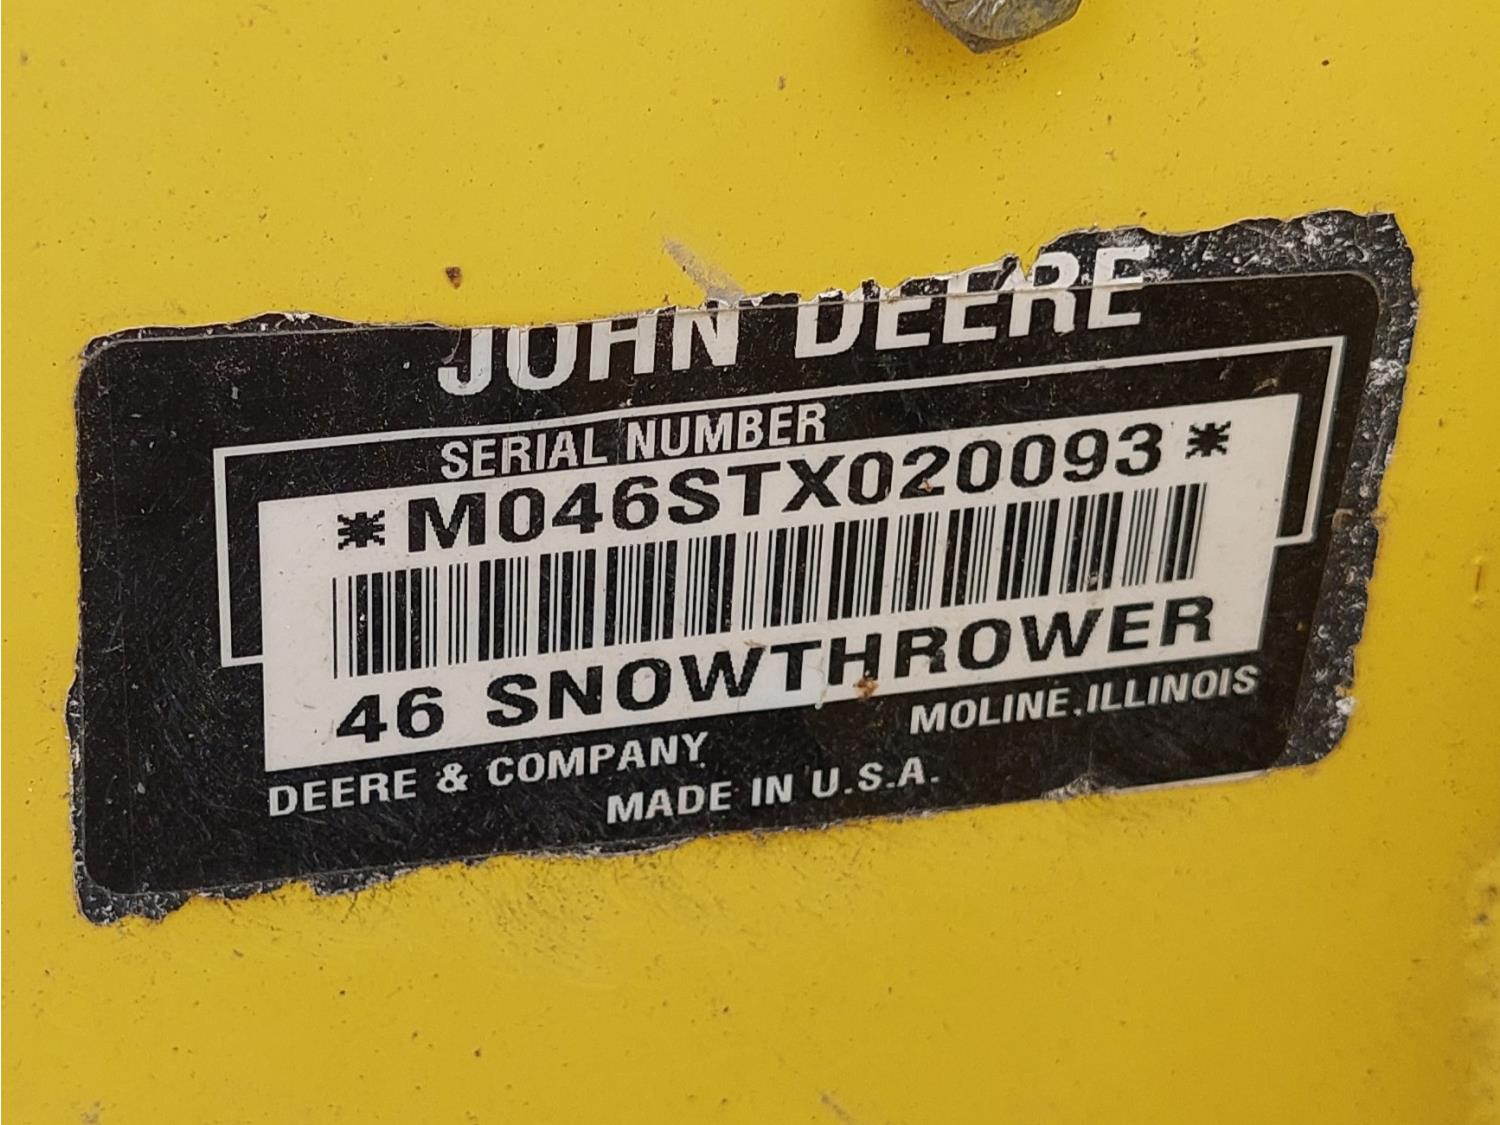 JOHN DEERE
SERIAL NUMBER
*M046STX020093*
46 SNOWTHROWER
DEERE & COMPANY MOLINE, ILLINOIS
MADE IN U.S.A.